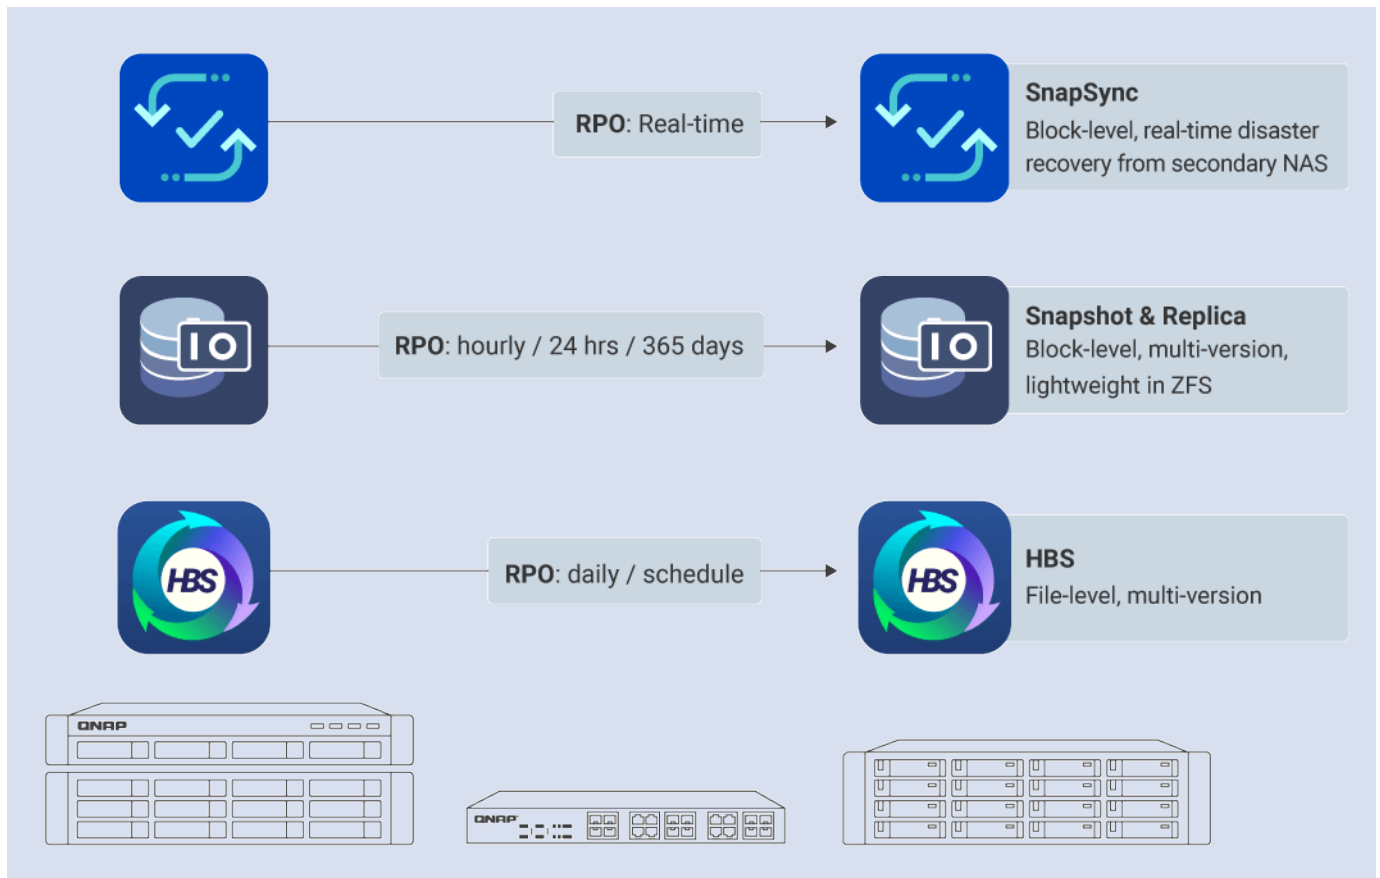 RPO: Real-time
SnapSync
Block-level, real-time disaster
recovery from secondary NAS
IO
RPO: hourly / 24 hrs / 365 days
IO
Snapshot & Replica
Block-level, multi-version,
lightweight in ZFS
HBS
RPO: daily / schedule
HBS
HBS
File-level, multi-version
QNAP
QNAP